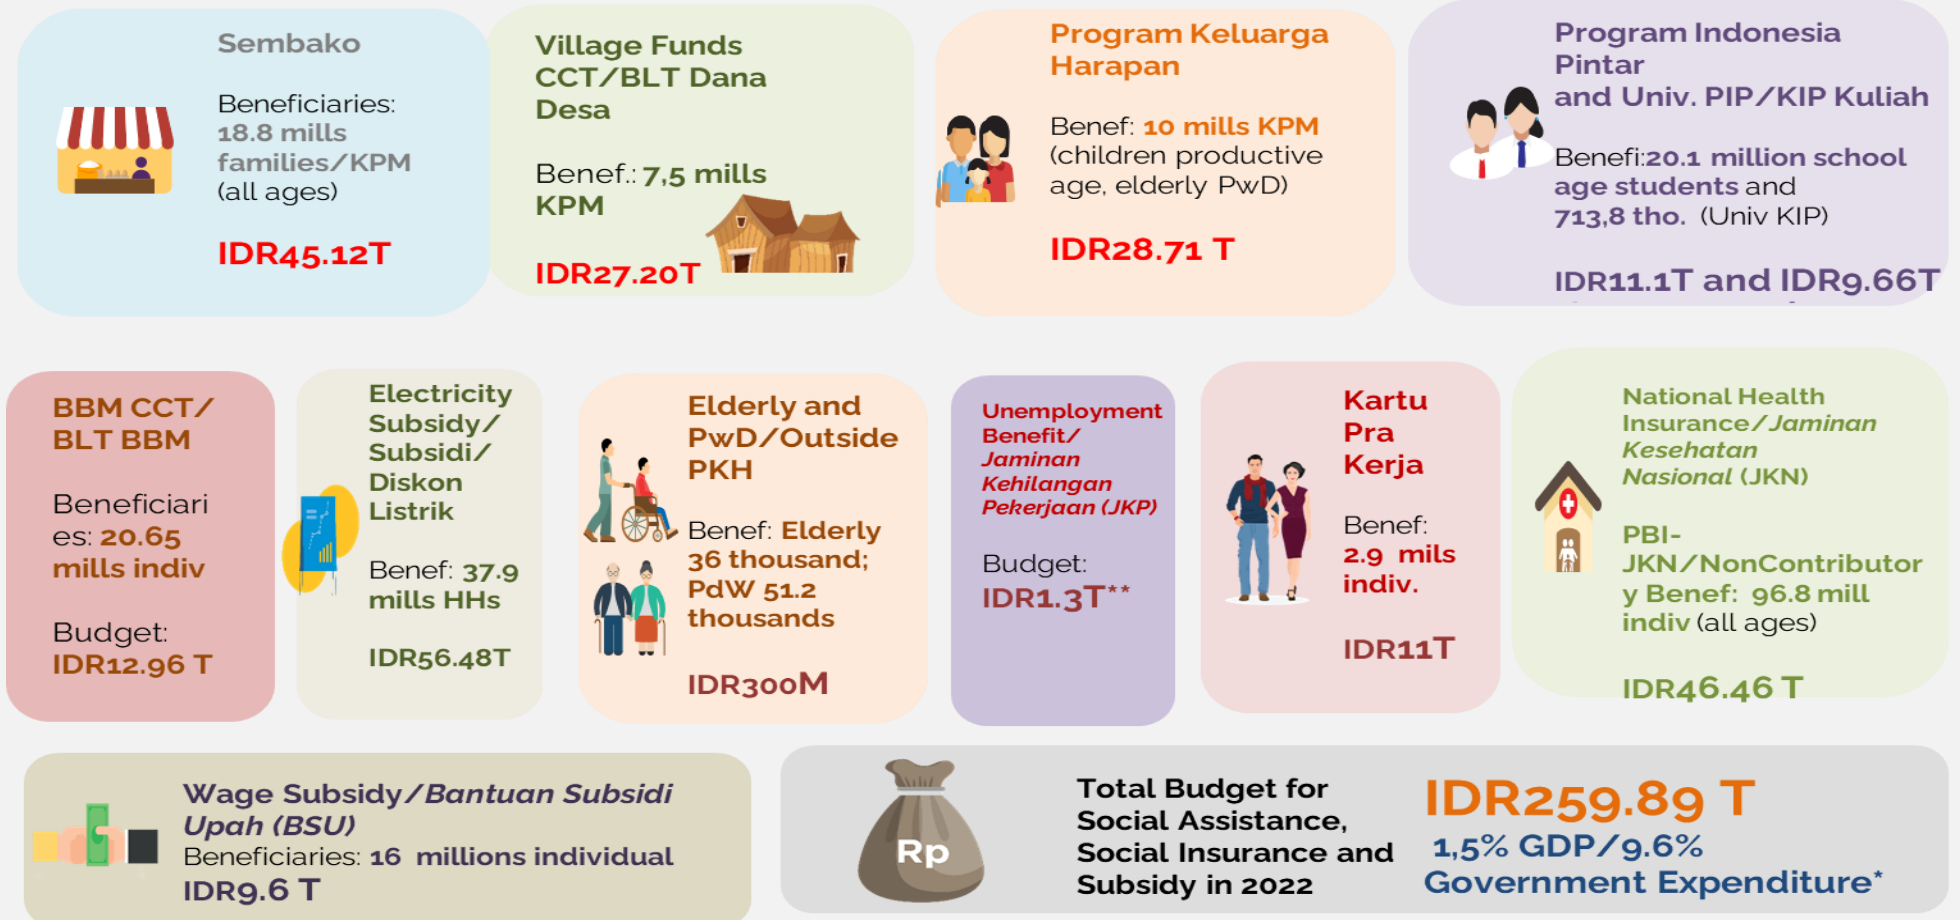 Sembako
Beneficiaries:
18.8 mills
families/KPM
(all ages)
IDR45.12T
Village Funds
CCT/BLT Dana
Desa
Benef.: 7,5 mills
KPM
IDR27.20T
Program Keluarga
Harapan
Benef: 10 mills KPM
(children productive
age, elderly PwD)
IDR28.71 T
Program Indonesia
Pintar
and Univ. PIP/KIP Kuliah
Benefi:20.1 million school
age students and
713,8 tho. (Univ KIP)
IDR11.1T and IDR9.66T
BBM CCT/
BLT BBM
Beneficiari
es: 20.65
mills indiv
Budget:
IDR12.96 T
Electricity
Subsidy/
Subsidi/
Diskon
Listrik
Benef: 37.9
mills HHs
IDR56.48T
Elderly and
PwD/Outside
PKH
Benef: Elderly
36 thousand;
PdW 51.2
thousands
IDR300M
Unemployment
Benefit/
Jaminan
Kehilangan
Pekerjaan (JKP)
Budget:
IDR1.3T**
Kartu
Pra
Kerja
Benef:
2.9 mils
indiv.
IDR11T
National Health
Insurance/Jaminan
Kesehatan
Nasional (JKN)
PBI-
JKN/NonContributor
y Benef: 96.8 mill
indiv (all ages)
IDR46.46 T
Wage Subsidy/Bantuan Subsidi
Upah (BSU)
Beneficiaries: 16 millions individual
IDR9.6 T
Rp
Total Budget for
Social Assistance,
Social Insurance and
Subsidy in 2022
IDR259.89 T
1,5% GDP/9.6%
Government Expenditure*